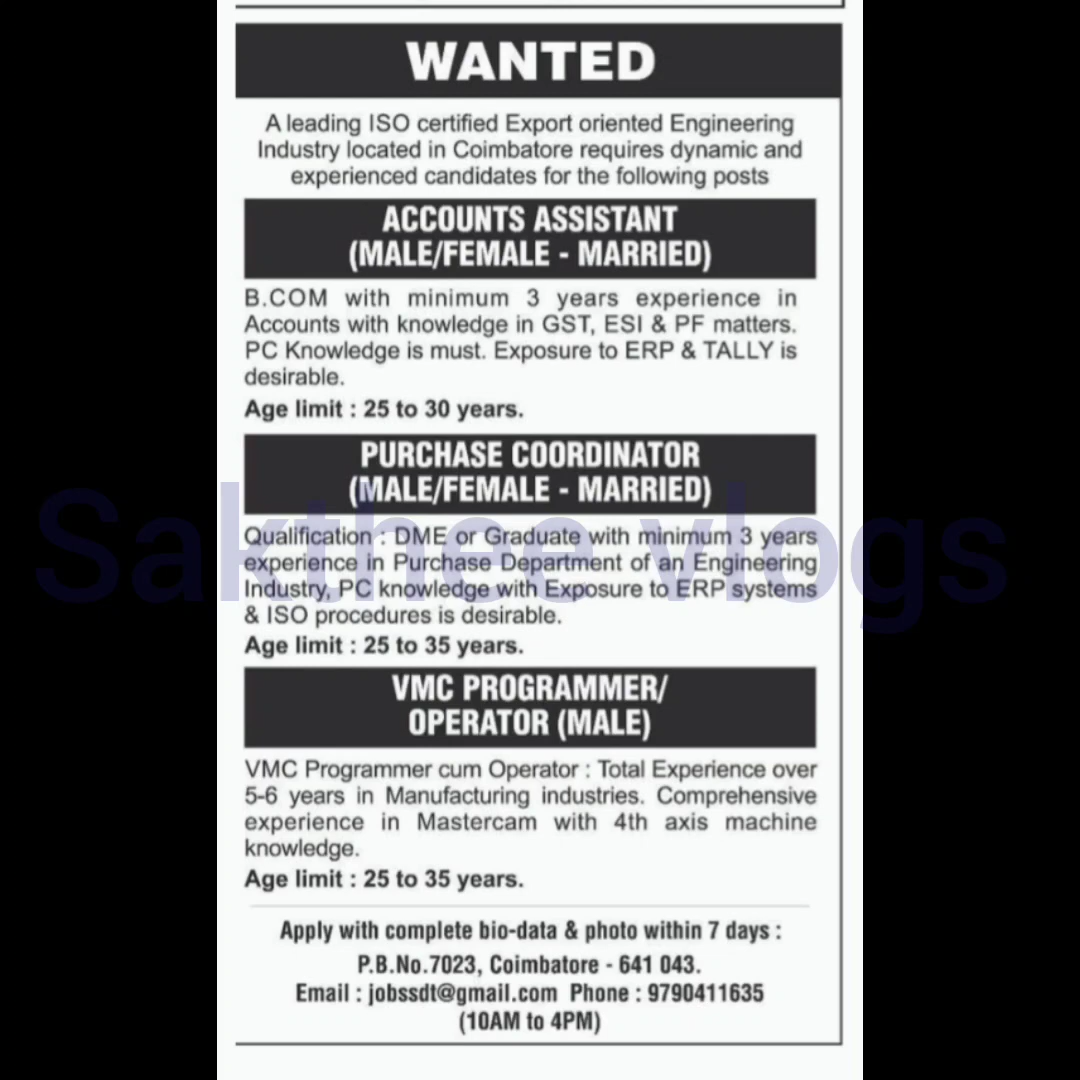 WANTED
A leading ISO certified Export oriented Engineering
Industry located in Coimbatore requires dynamic and
experienced candidates for the following posts
ACCOUNTS ASSISTANT
(MALE/FEMALE - MARRIED)
B.COM with minimum 3 years experience in
Accounts with knowledge in GST, ESI & PF matters.
PC Knowledge is must. Exposure to ERP & TALLY is
desirable.
Age limit : 25 to 30 years.
PURCHASE COORDINATOR
(MALE/FEMALE - MARRIED)
Sakthee vlogs
Qualification : DME or Graduate with minimum 3 years
experience in Purchase Department of an Engineering
Industry, PC knowledge with Exposure to ERP systems
& ISO procedures is desirable.
Age limit : 25 to 35 years.
VMC PROGRAMMER/
OPERATOR (MALE)
VMC Programmer cum Operator : Total Experience over
5-6 years in Manufacturing industries. Comprehensive
experience in Mastercam with 4th axis machine
knowledge.
Age limit : 25 to 35 years.
Apply with complete bio-data & photo within 7 days :
P.B.No.7023, Coimbatore - 641 043.
Email : jobssdt@gmail.com Phone : 9790411635
(10AM to 4PM)